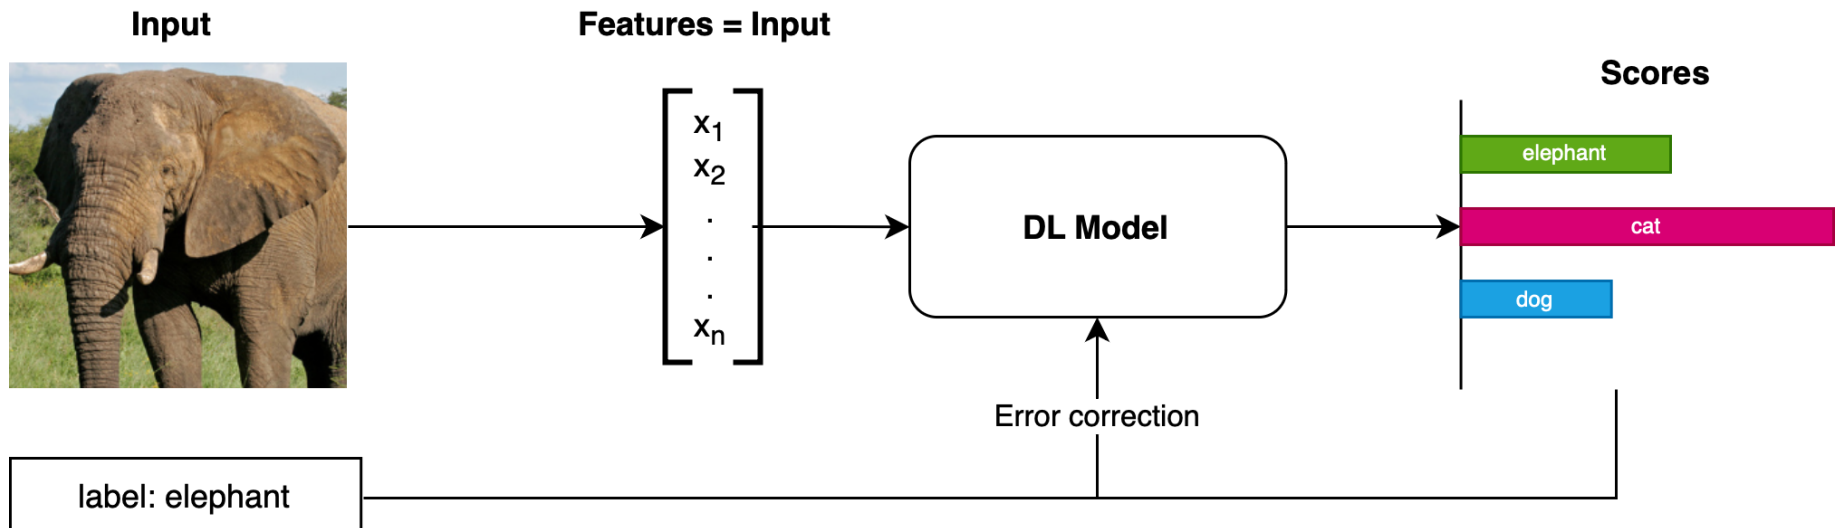 Input
Features = Input
Scores
x₁
x₂
.
.
.
xₙ
DL Model
elephant
cat
dog
Error correction
label: elephant